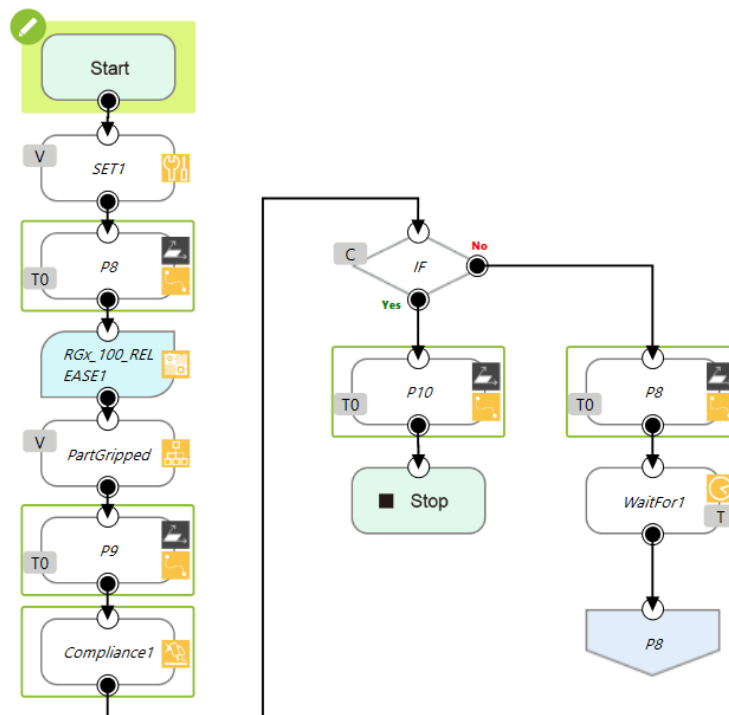 Start
V
SET1
T0
P8
RGx_100_REL
EASE1
V
PartGripped
T0
P9
Compliance1
C
IF
No
Yes
T0
P10
Stop
T0
P8
WaitFor1
T
P8